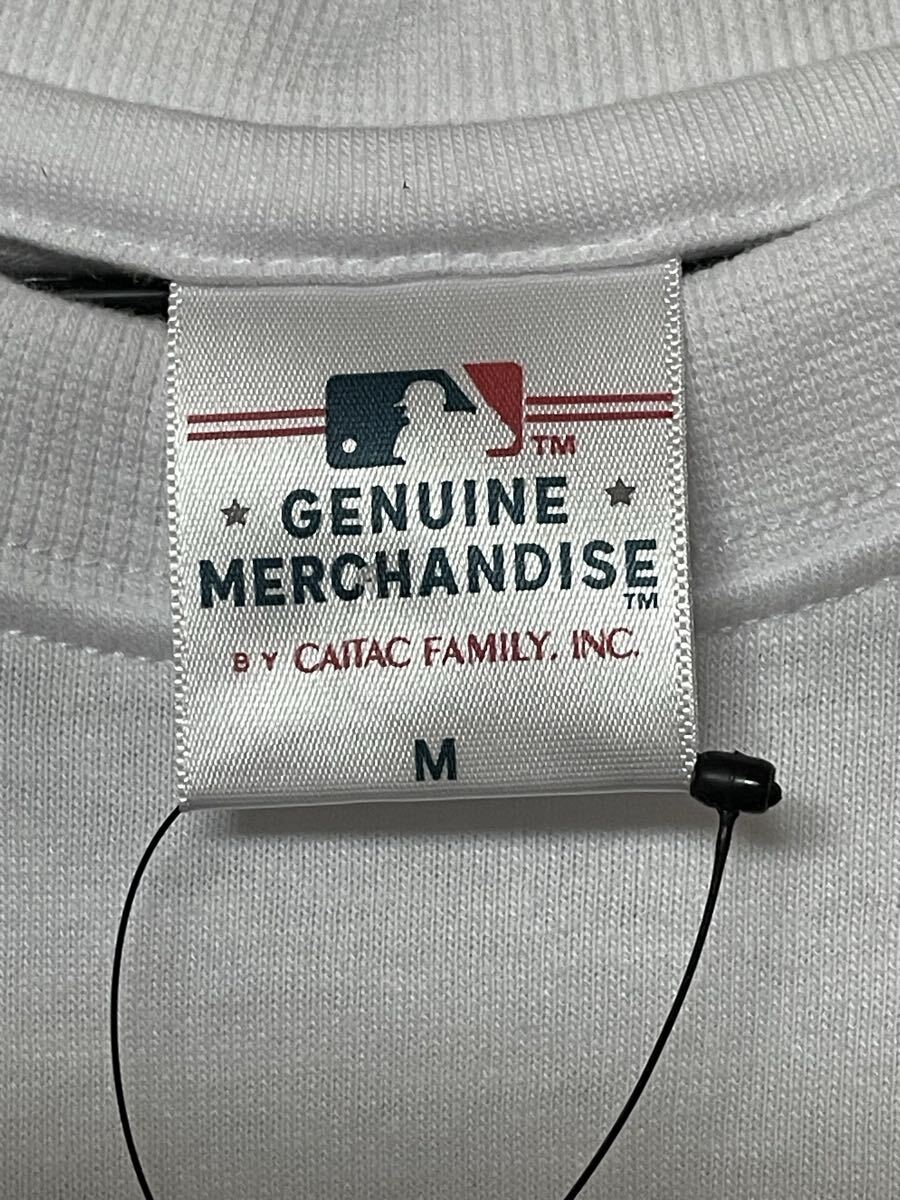 TM
GENUINE
MERCHANDISE
TM
BY CAITAC FAMILY, INC.
M